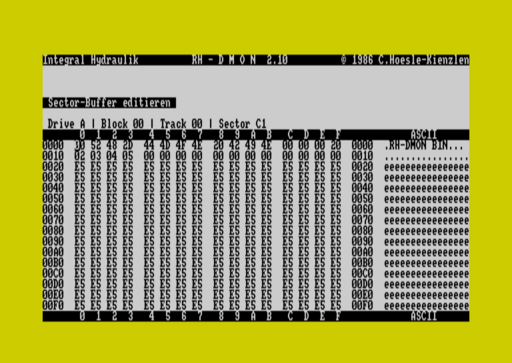 Integral Hydraulik RH - D M O N 2.10 © 1986 C.Hoesle-Kienzlen
Sector-Buffer editieren
Drive A | Block 00 | Track 00 | Sector C1
0 1 2 3 4 5 6 7 8 9 A B C D E F ASCII
0000 00 52 48 2D 44 4D 4F 4E 20 42 49 4E 00 00 00 20 0000 .RH-DMON BIN...
0010 02 03 04 05 00 00 00 00 00 00 00 00 00 00 00 00 0010 ................
0020 E5 E5 E5 E5 E5 E5 E5 E5 E5 E5 E5 E5 E5 E5 E5 E5 0020 eeeeeeeeeeeeeeee
0030 E5 E5 E5 E5 E5 E5 E5 E5 E5 E5 E5 E5 E5 E5 E5 E5 0030 eeeeeeeeeeeeeeee
0040 E5 E5 E5 E5 E5 E5 E5 E5 E5 E5 E5 E5 E5 E5 E5 E5 0040 eeeeeeeeeeeeeeee
0050 E5 E5 E5 E5 E5 E5 E5 E5 E5 E5 E5 E5 E5 E5 E5 E5 0050 eeeeeeeeeeeeeeee
0060 E5 E5 E5 E5 E5 E5 E5 E5 E5 E5 E5 E5 E5 E5 E5 E5 0060 eeeeeeeeeeeeeeee
0070 E5 E5 E5 E5 E5 E5 E5 E5 E5 E5 E5 E5 E5 E5 E5 E5 0070 eeeeeeeeeeeeeeee
0080 E5 E5 E5 E5 E5 E5 E5 E5 E5 E5 E5 E5 E5 E5 E5 E5 0080 eeeeeeeeeeeeeeee
0090 E5 E5 E5 E5 E5 E5 E5 E5 E5 E5 E5 E5 E5 E5 E5 E5 0090 eeeeeeeeeeeeeeee
00A0 E5 E5 E5 E5 E5 E5 E5 E5 E5 E5 E5 E5 E5 E5 E5 E5 00A0 eeeeeeeeeeeeeeee
00B0 E5 E5 E5 E5 E5 E5 E5 E5 E5 E5 E5 E5 E5 E5 E5 E5 00B0 eeeeeeeeeeeeeeee
00C0 E5 E5 E5 E5 E5 E5 E5 E5 E5 E5 E5 E5 E5 E5 E5 E5 00C0 eeeeeeeeeeeeeeee
00D0 E5 E5 E5 E5 E5 E5 E5 E5 E5 E5 E5 E5 E5 E5 E5 E5 00D0 eeeeeeeeeeeeeeee
00E0 E5 E5 E5 E5 E5 E5 E5 E5 E5 E5 E5 E5 E5 E5 E5 E5 00E0 eeeeeeeeeeeeeeee
00F0 E5 E5 E5 E5 E5 E5 E5 E5 E5 E5 E5 E5 E5 E5 E5 E5 00F0 eeeeeeeeeeeeeeee
0 1 2 3 4 5 6 7 8 9 A B C D E F ASCII